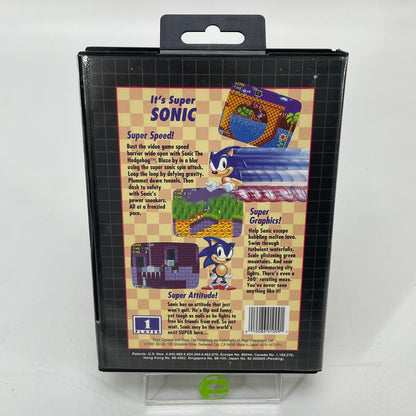 It's Super
SONIC
Super Speed!
Bust the video game speed
barrier wide open with Sonic The
Hedgehog™. Blaze by in a blur
using the super sonic spin attack.
Loop the loop by defying gravity.
Plummet down tunnels. Then
dash to safety with
Sonic's
power sneakers.
All at a frenzied
pace.
Super
Graphics!
Help Sonic escape
bubbling molten lava.
Swim through
turbulent waterfalls.
Scale glistening green
mountains. And soar
past shimmering city
lights. There's even a
360° rotating maze.
You've never seen
anything like it!
Super Attitude!
Sonic has an attitude that just
won't quit. He's flip and funny,
yet tough as nails as he fights to
free his friends from evil. So just
wait. Sonic may be the world's
next SUPER hero...
1
PLAYER